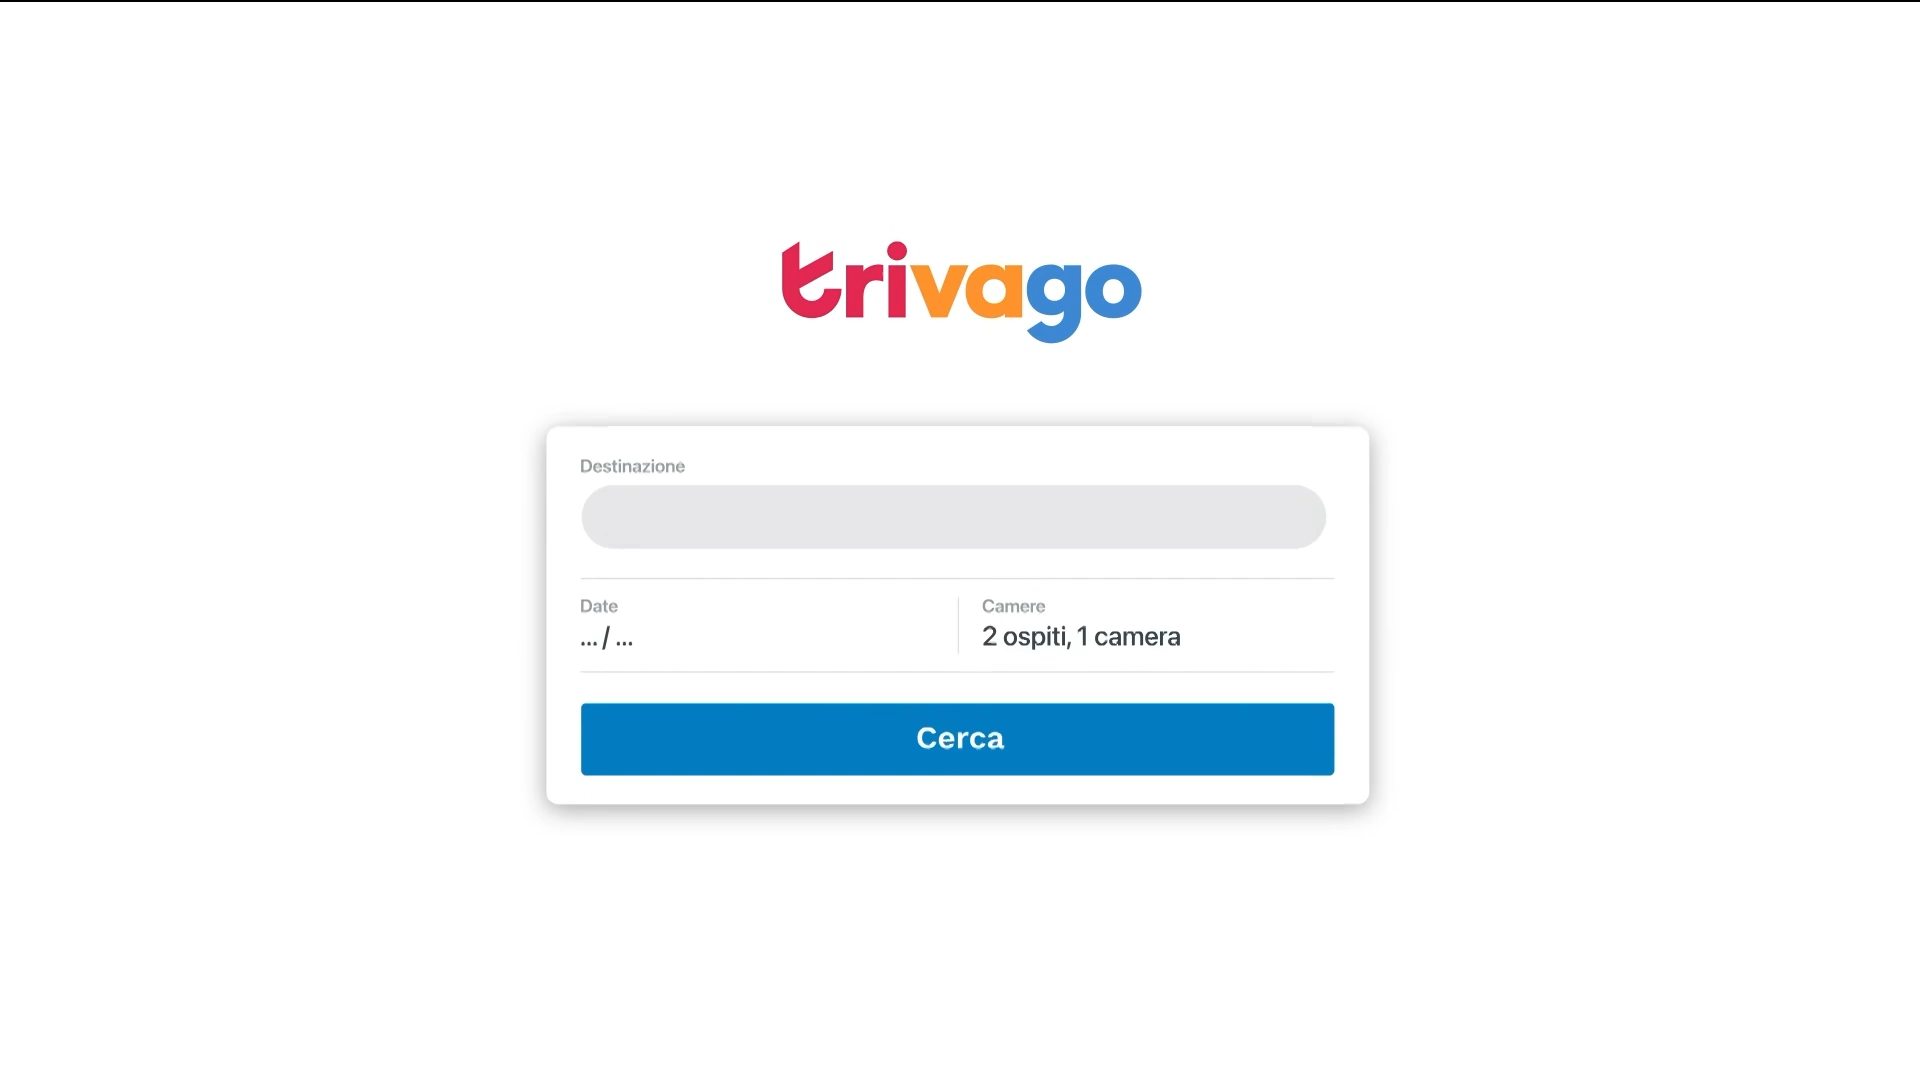 trivago
Destinazione
Date
... / ...
Camere
2 ospiti, 1 camera
Cerca